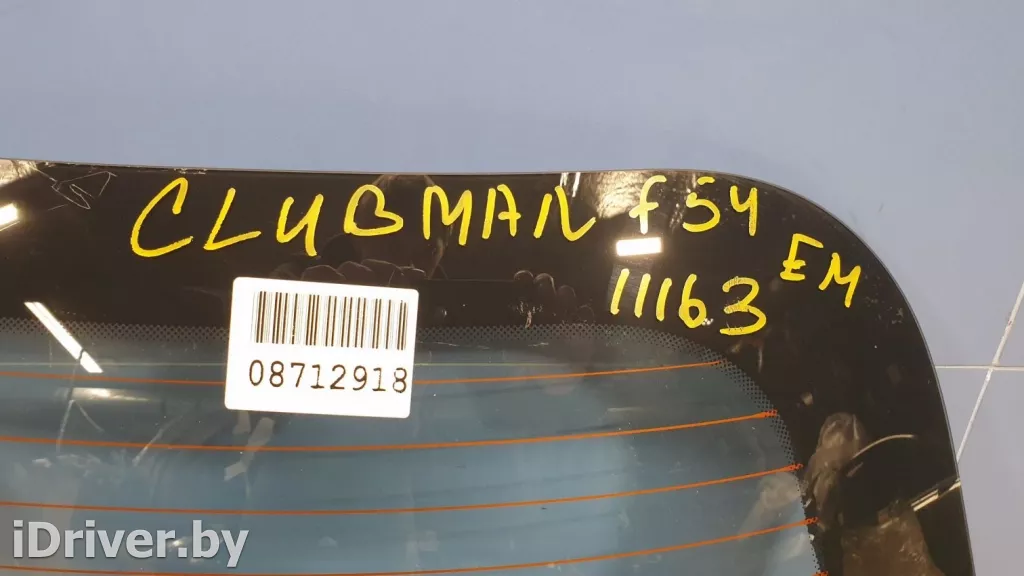 CLUBMAN f54
EM
11163
08712918
iDriver.by